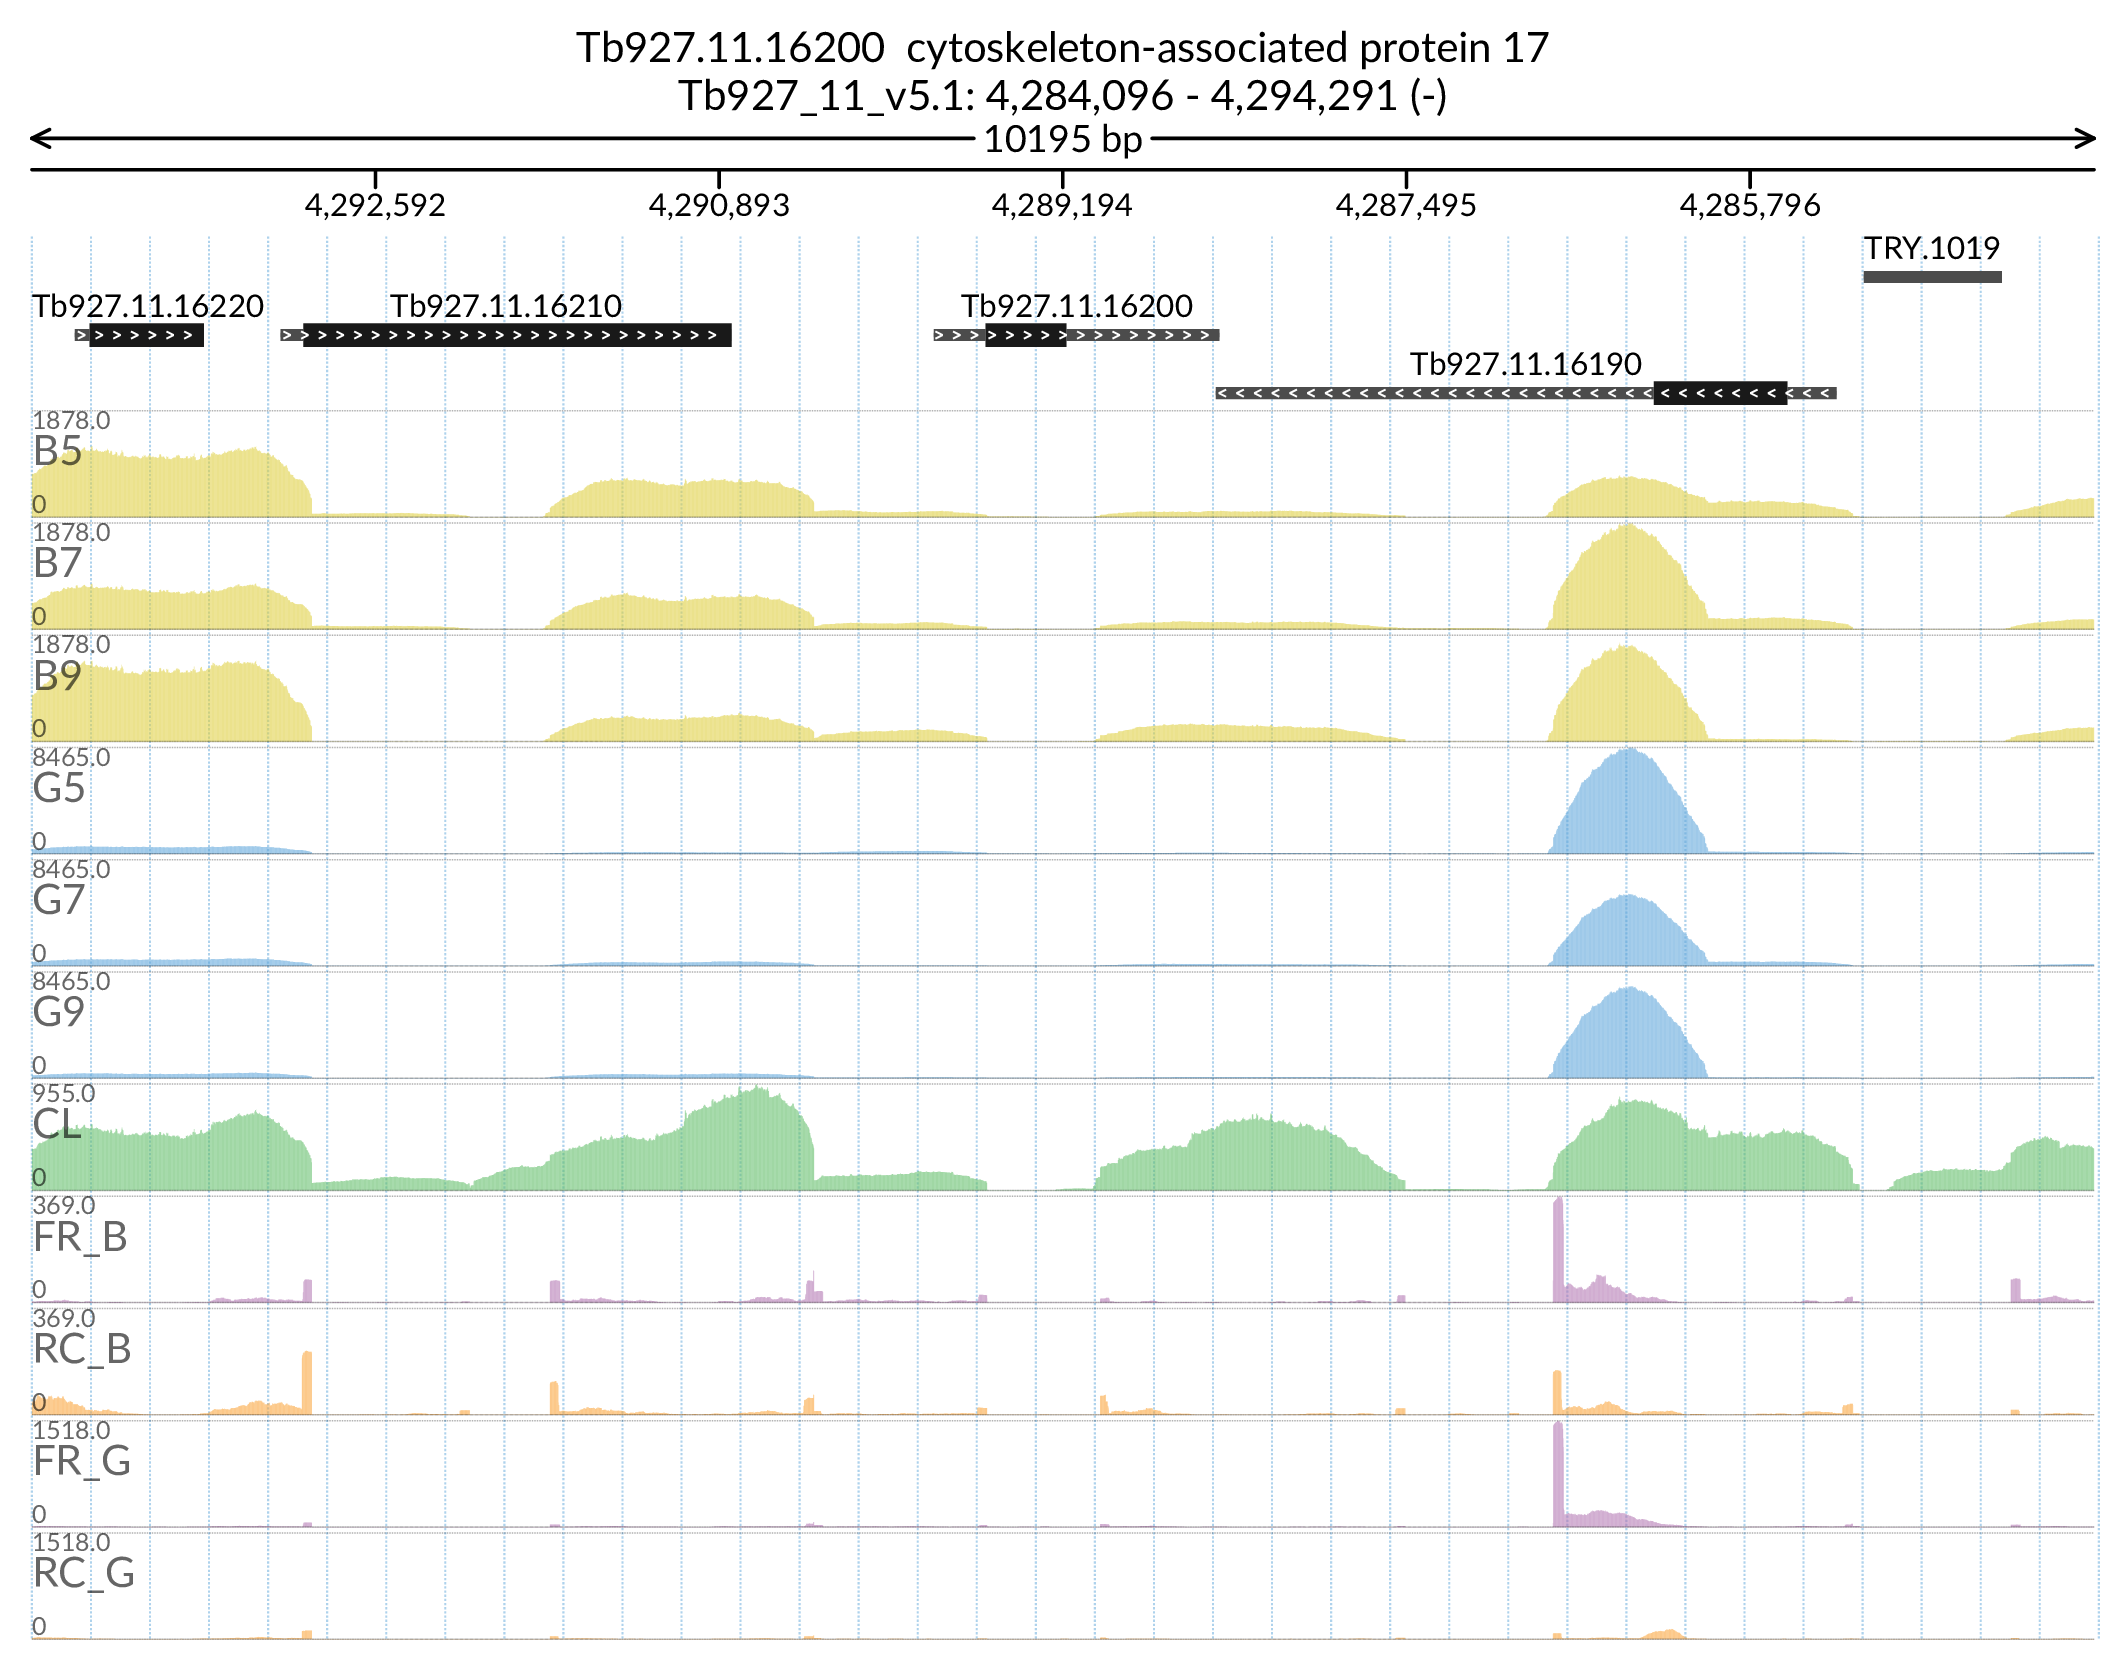 Tb927.11.16200  cytoskeleton-associated protein 17
Tb927_11_v5.1: 4,284,096 - 4,294,291 (-)
10195 bp
4,292,592 4,290,893 4,289,194 4,287,495 4,285,796
TRY.1019
Tb927.11.16220 Tb927.11.16210 Tb927.11.16200
Tb927.11.16190
1878.0
B5
0
1878.0
B7
0
1878.0
B9
0
8465.0
G5
0
8465.0
G7
0
8465.0
G9
0
955.0
CL
0
369.0
FR_B
0
369.0
RC_B
0
1518.0
FR_G
0
1518.0
RC_G
0